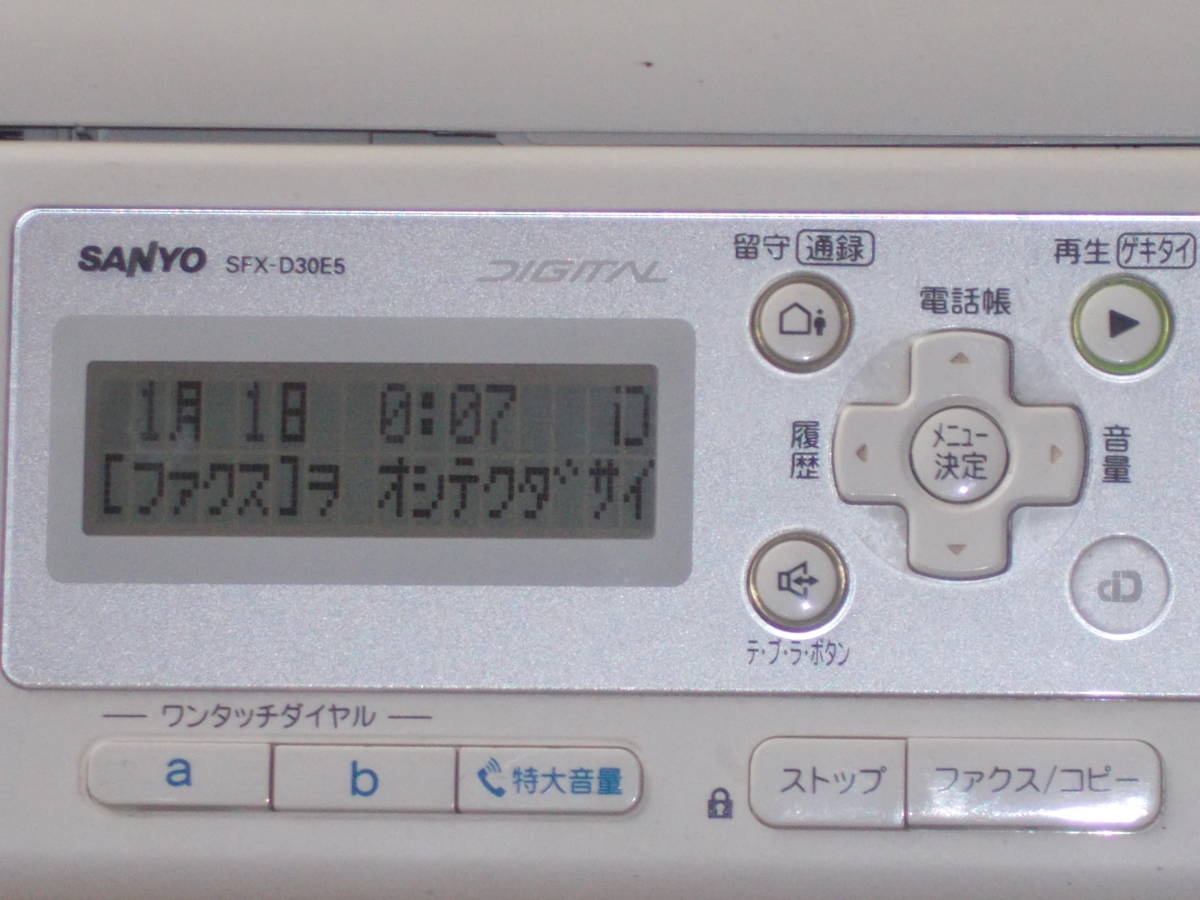 SANYO SFX-D30E5
DIGITAL
1月 1日 0:07
[ファクス]ヲ オシテクダサイ
留守 通録
再生 ゲキタイ
電話帳
履歴
メニュー
決定
音量
テ・ブ・ラ・ボタン
ワンタッチダイヤル
a
b
特大音量
ストップ
ファクス/コピー